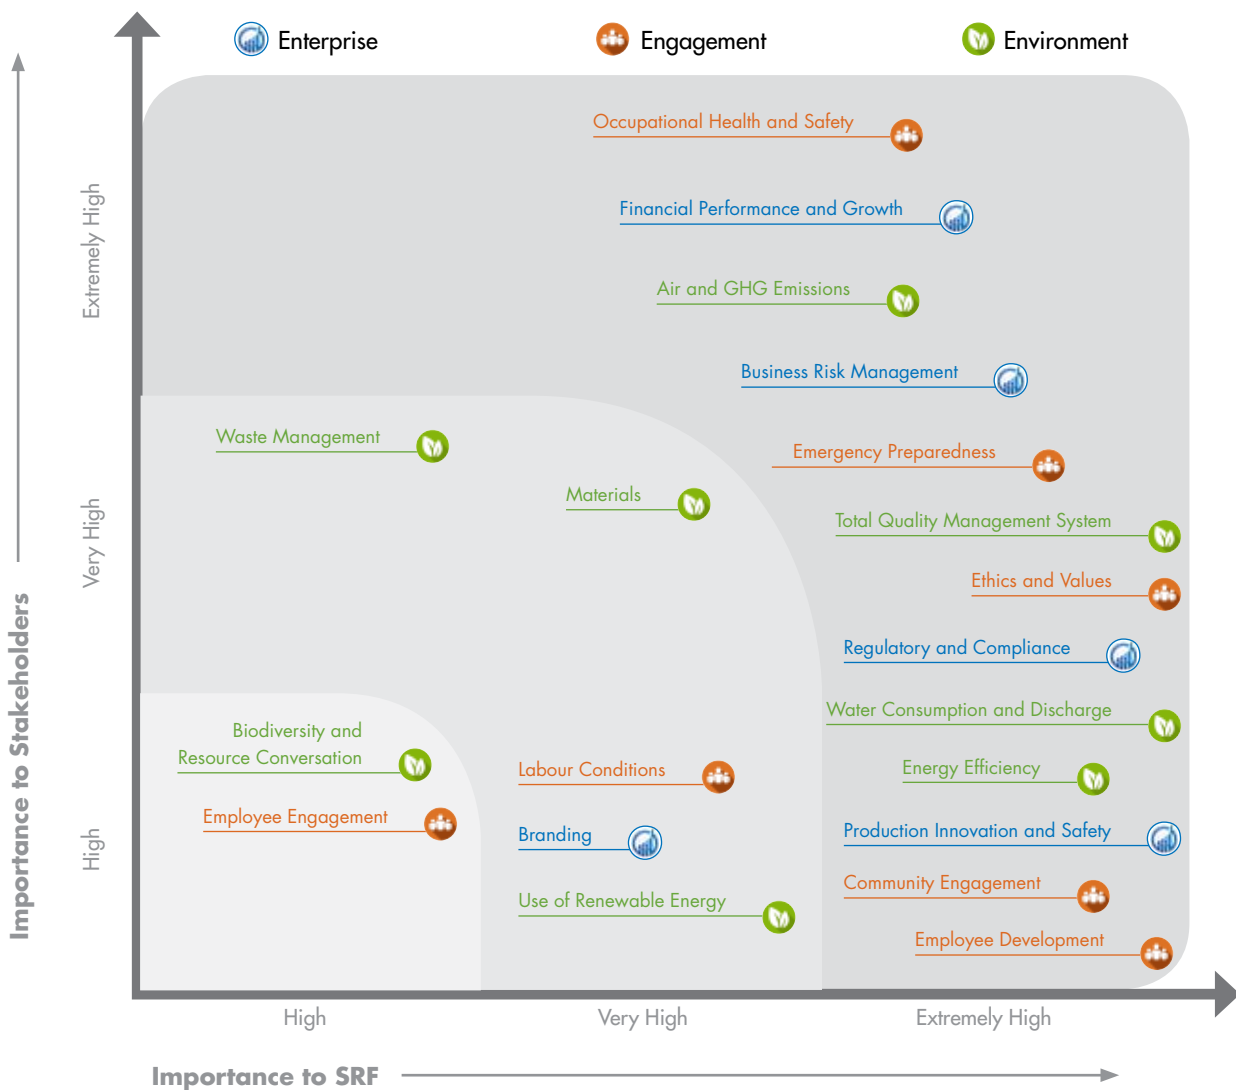 Enterprise
Engagement
Environment
Occupational Health and Safety
Financial Performance and Growth
Air and GHG Emissions
Business Risk Management
Waste Management
Emergency Preparedness
Materials
Total Quality Management System
Ethics and Values
Regulatory and Compliance
Water Consumption and Discharge
Biodiversity and
Resource Conversation
Labour Conditions
Energy Efficiency
Employee Engagement
Branding
Production Innovation and Safety
Community Engagement
Use of Renewable Energy
Employee Development
Importance to Stakeholders
Extremely High
Very High
High
High
Very High
Extremely High
Importance to SRF